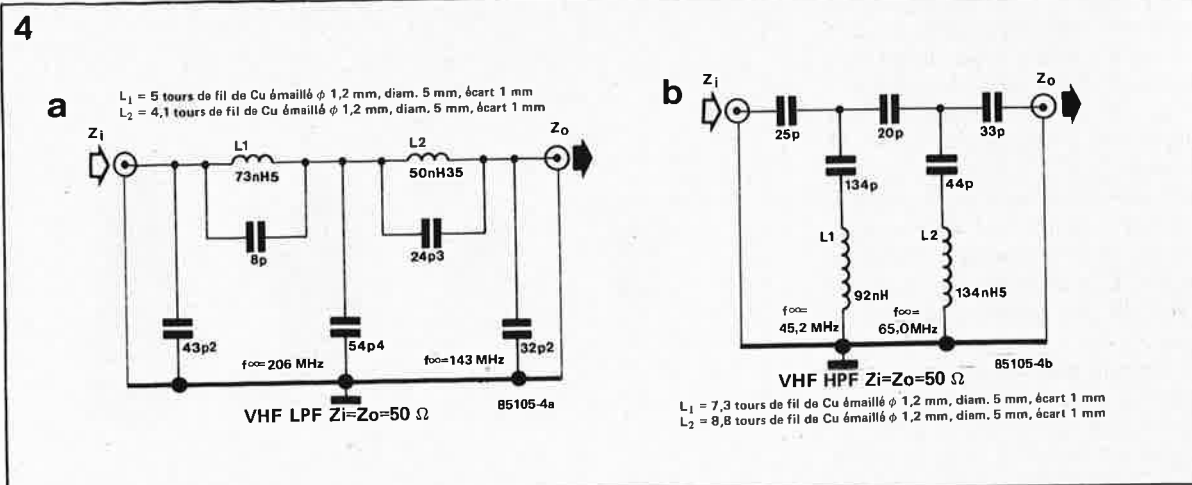 4
a
L₁ = 5 tours de fil de Cu émaillé ϕ 1,2 mm, diam. 5 mm, écart 1 mm
L₂ = 4,1 tours de fil de Cu émaillé ϕ 1,2 mm, diam. 5 mm, écart 1 mm
Zi
Zo
L1
73nH5
L2
50nH35
8p
24p3
43p2
54p4
32p2
f∞=206 MHz
f∞=143 MHz
85105-4a
VHF LPF Zi=Zo=50 Ω
b
Zi
Zo
25p
20p
33p
134p
44p
L1
L2
92nH
134nH5
f∞=
45,2 MHz
f∞=
65,0MHz
85105-4b
VHF HPF Zi=Zo=50 Ω
L₁ = 7,3 tours de fil de Cu émaillé ϕ 1,2 mm, diam. 5 mm, écart 1 mm
L₂ = 8,8 tours de fil de Cu émaillé ϕ 1,2 mm, diam. 5 mm, écart 1 mm